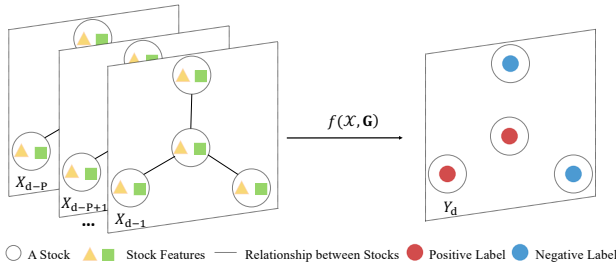 f(𝒳, G)
X_{d−P}
X_{d−P+1}
X_{d−1}
...
Y_d
A Stock
Stock Features
Relationship between Stocks
Positive Label
Negative Label